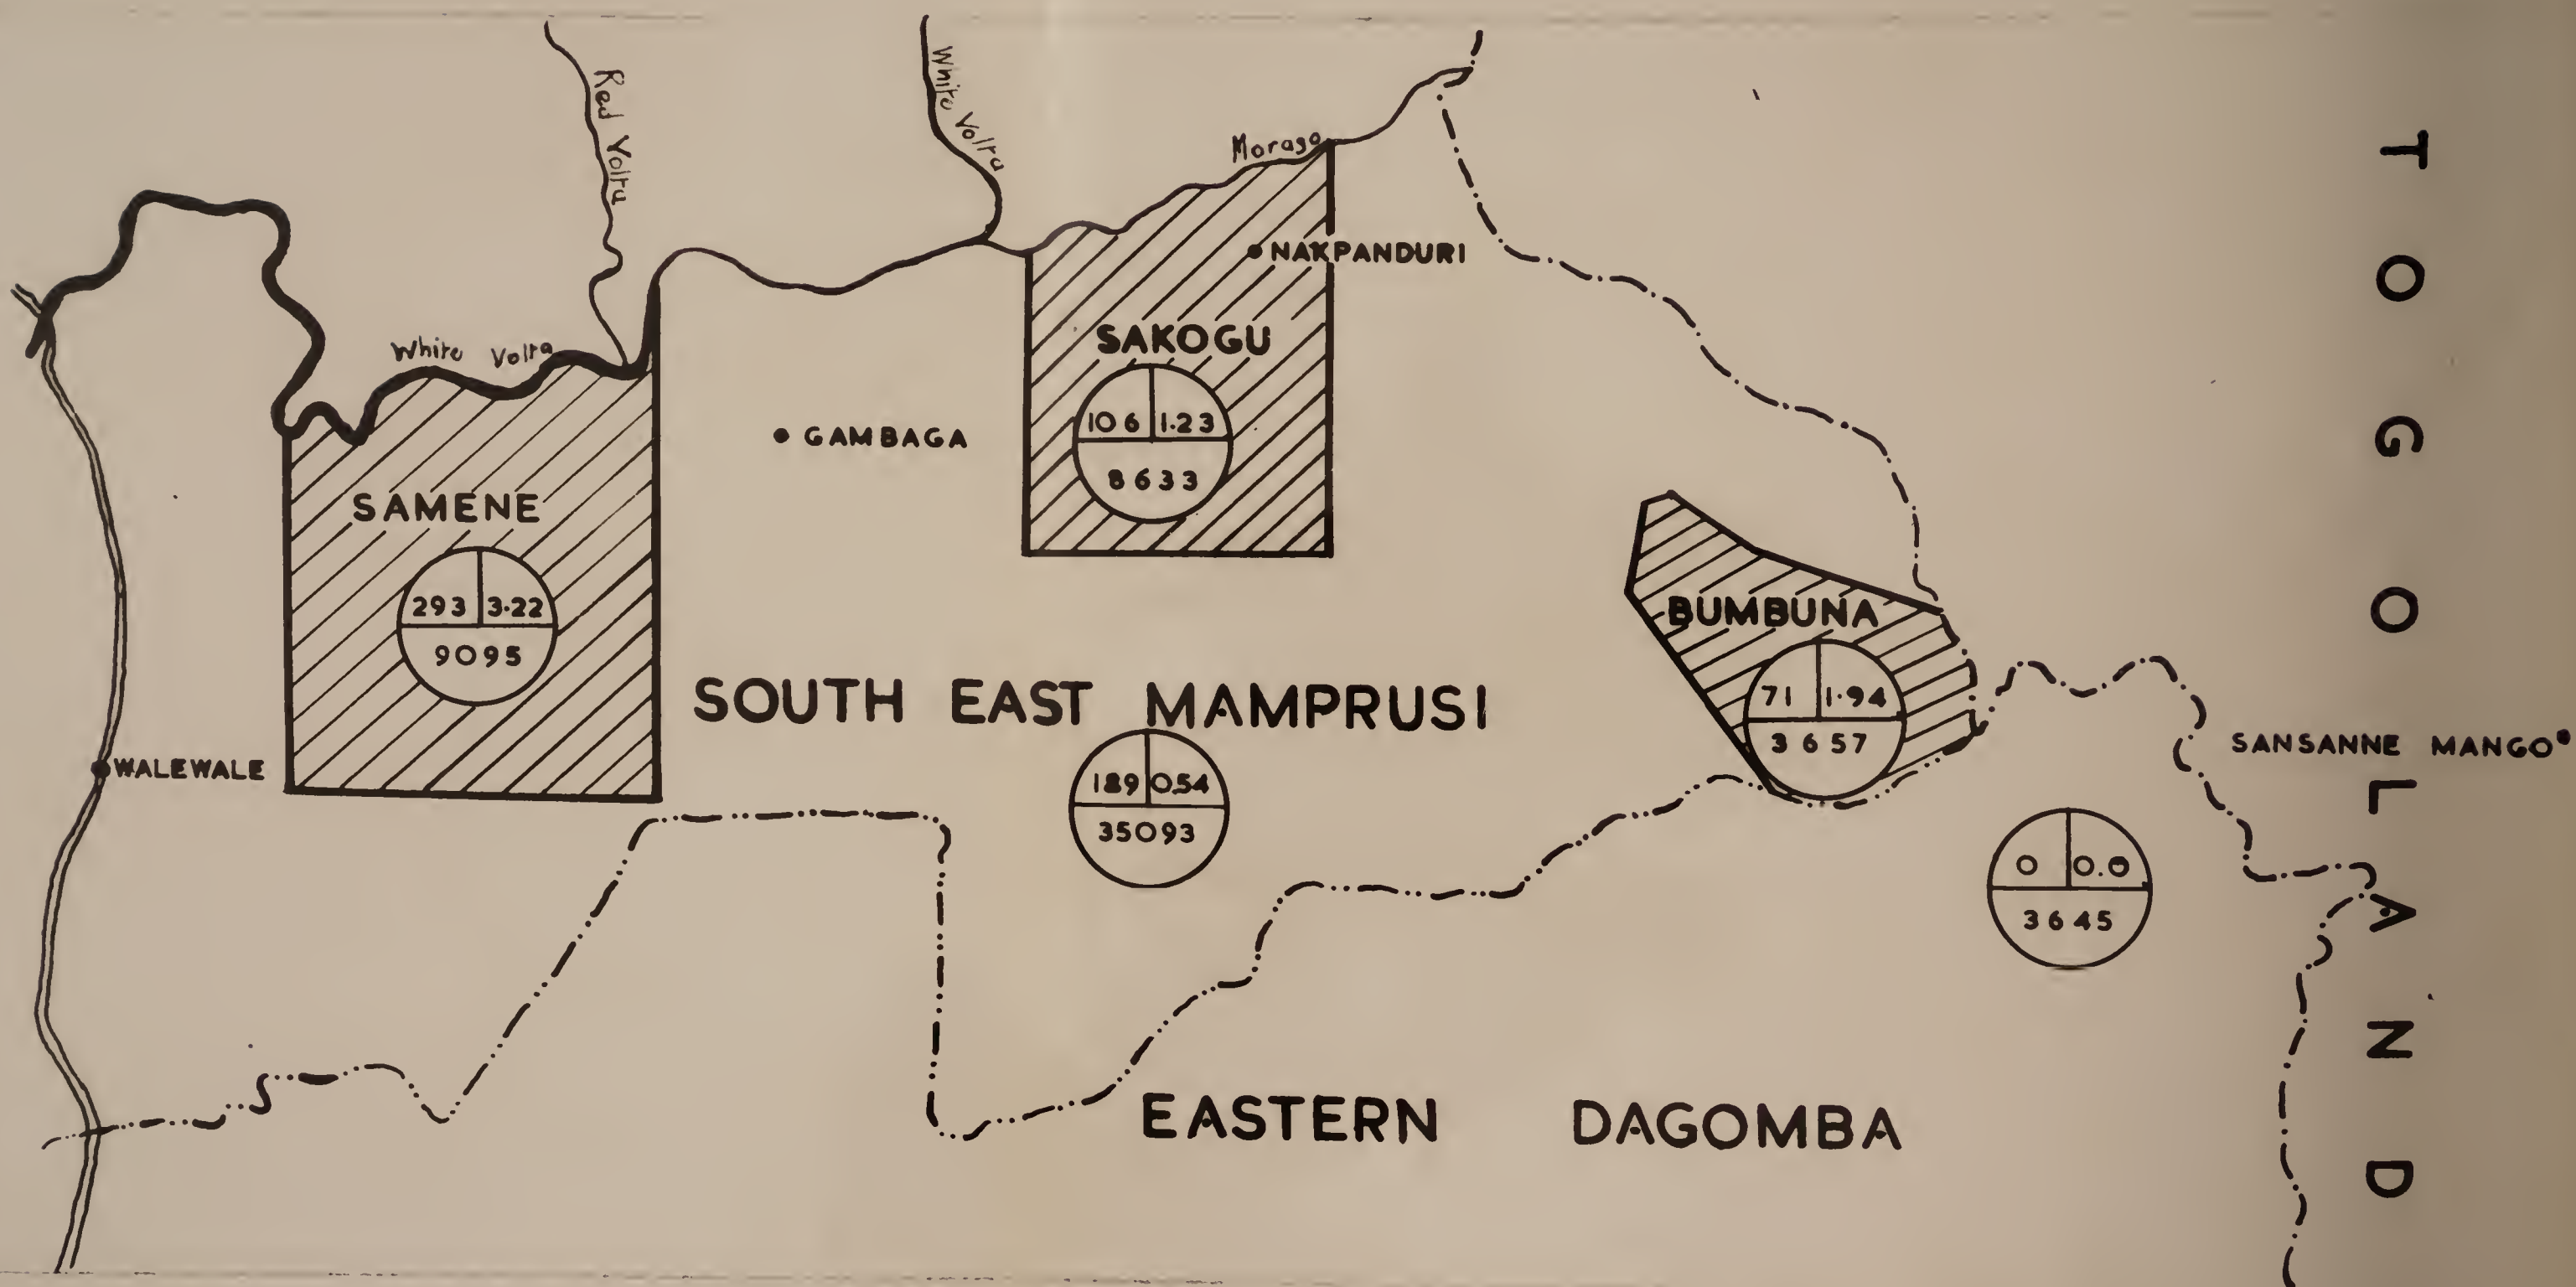 Red Volta
White Volta
Morago
NAKPANDURI
White Volta
SAKOGU
106 1·23
8633
GAMBAGA
SAMENE
293 3·22
9095
BUMBUNA
71 1·94
3657
SOUTH EAST MAMPRUSI
189 0.54
35093
WALEWALE
SANSANNE MANGO
0 0.0
3645
EASTERN DAGOMBA
TOGOLAND